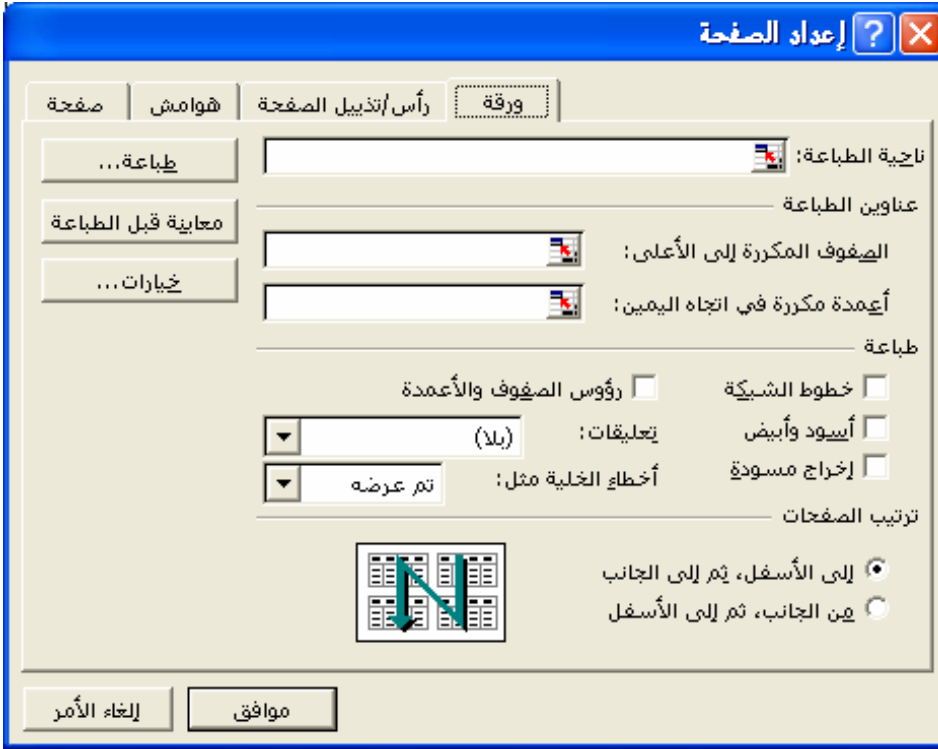 إعداد الصفحة ?
صفحة هوامش رأس/تذييل الصفحة ورقة
ناحية الطباعة:
طباعة...
عناوين الطباعة
معاينة قبل الطباعة
الصفوف المكررة إلى الأعلى:
خيارات...
أعمدة مكررة في اتجاه اليمين:
طباعة
خطوط الشبكة رؤوس الصفوف والأعمدة
أسود وأبيض تعليقات: (بلا)
إخراج مسودة أخطاء الخلية مثل: تم عرضه
ترتيب الصفحات
إلى الأسفل، ثم إلى الجانب
من الجانب، ثم إلى الأسفل
موافق إلغاء الأمر